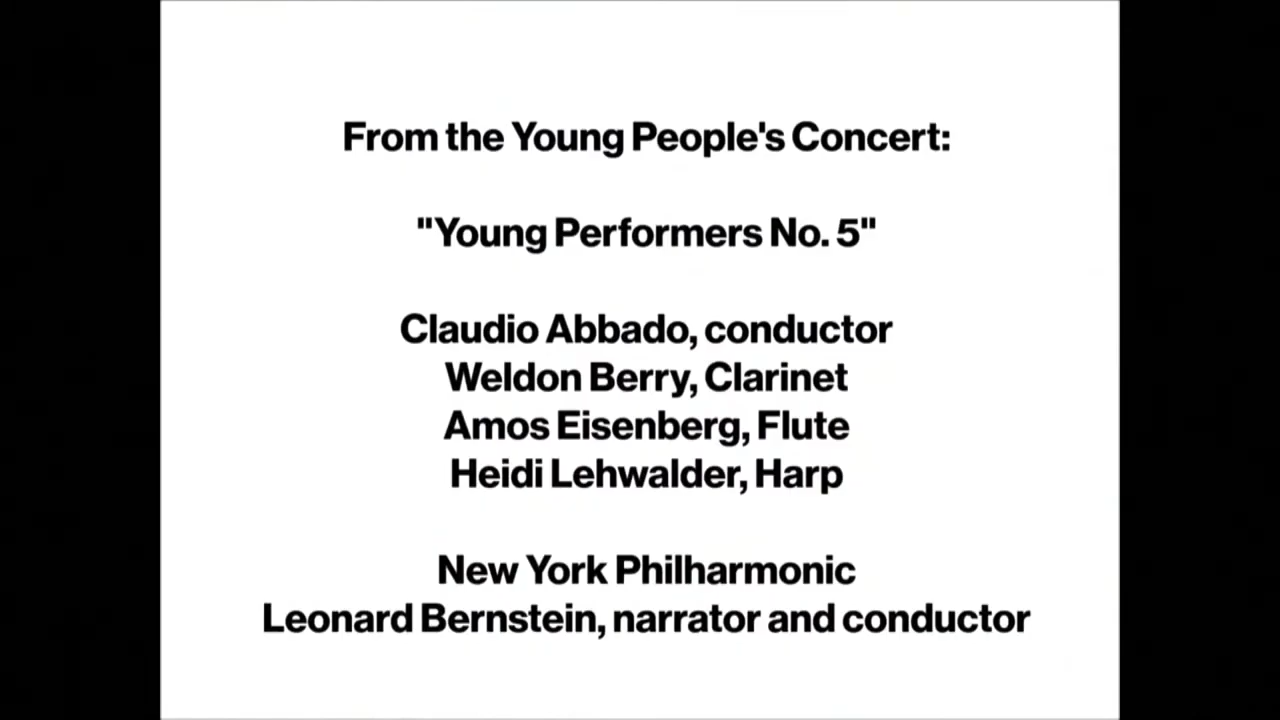 From the Young People's Concert:
"Young Performers No. 5"
Claudio Abbado, conductor
Weldon Berry, Clarinet
Amos Eisenberg, Flute
Heidi Lehwalder, Harp
New York Philharmonic
Leonard Bernstein, narrator and conductor